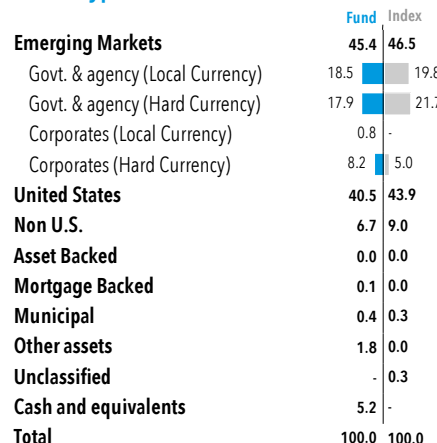 Fund Index
Emerging Markets 45.4 46.5
Govt. & agency (Local Currency) 18.5 19.8
Govt. & agency (Hard Currency) 17.9 21.7
Corporates (Local Currency) 0.8 -
Corporates (Hard Currency) 8.2 5.0
United States 40.5 43.9
Non U.S. 6.7 9.0
Asset Backed 0.0 0.0
Mortgage Backed 0.1 0.0
Municipal 0.4 0.3
Other assets 1.8 0.0
Unclassified - 0.3
Cash and equivalents 5.2 -
Total 100.0 100.0